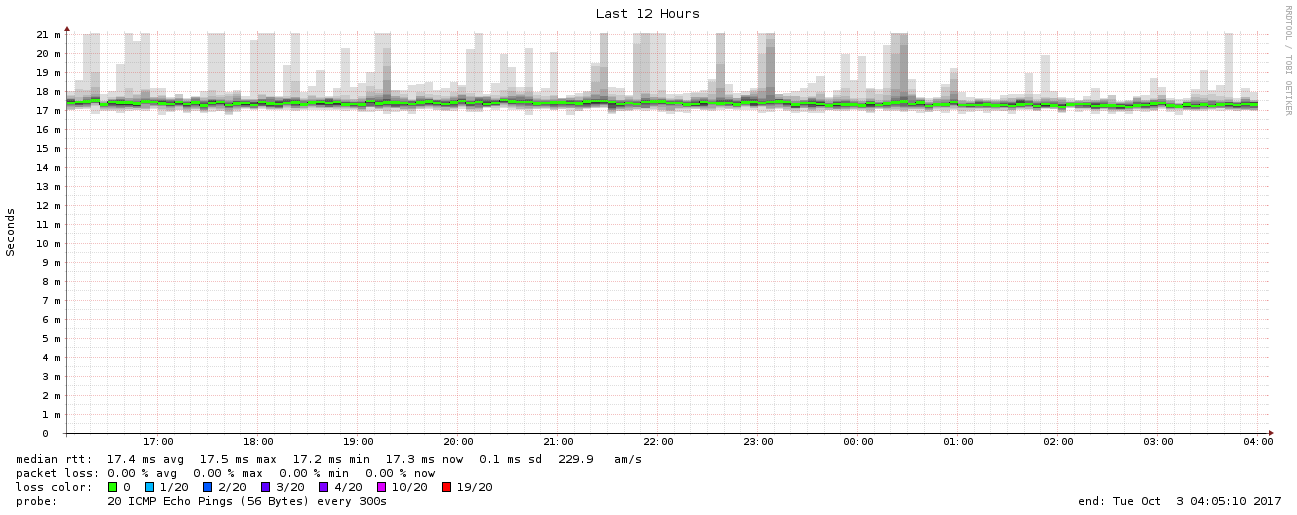 Last 12 Hours
RRDTOOL / TOBI OETIKER
Seconds
21 m
20 m
19 m
18 m
17 m
16 m
15 m
14 m
13 m
12 m
11 m
10 m
9 m
8 m
7 m
6 m
5 m
4 m
3 m
2 m
1 m
0
17:00 18:00 19:00 20:00 21:00 22:00 23:00 00:00 01:00 02:00 03:00 04:00
median rtt: 17.4 ms avg 17.5 ms max 17.2 ms min 17.3 ms now 0.1 ms sd 229.9 am/s
packet loss: 0.00 % avg 0.00 % max 0.00 % min 0.00 % now
loss color: 0 1/20 2/20 3/20 4/20 10/20 19/20
probe: 20 ICMP Echo Pings (56 Bytes) every 300s end: Tue Oct 3 04:05:10 2017